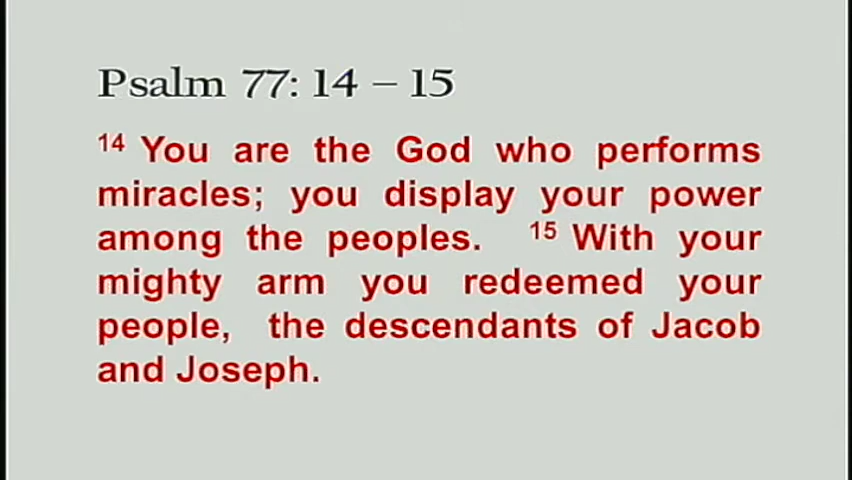 Psalm 77: 14 – 15
14 You are the God who performs
miracles; you display your power
among the peoples. 15 With your
mighty arm you redeemed your
people, the descendants of Jacob
and Joseph.